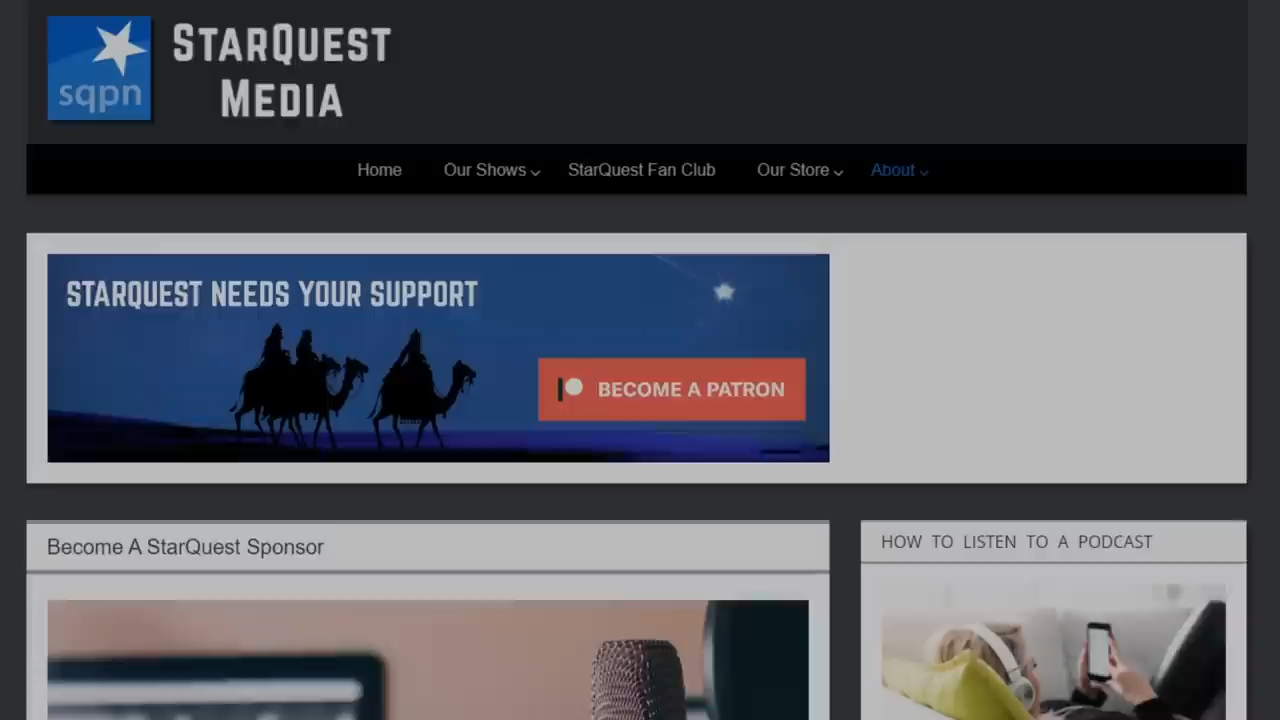 sqpn
STARQUEST
MEDIA
Home
Our Shows
StarQuest Fan Club
Our Store
About
STARQUEST NEEDS YOUR SUPPORT
BECOME A PATRON
Become A StarQuest Sponsor
HOW TO LISTEN TO A PODCAST